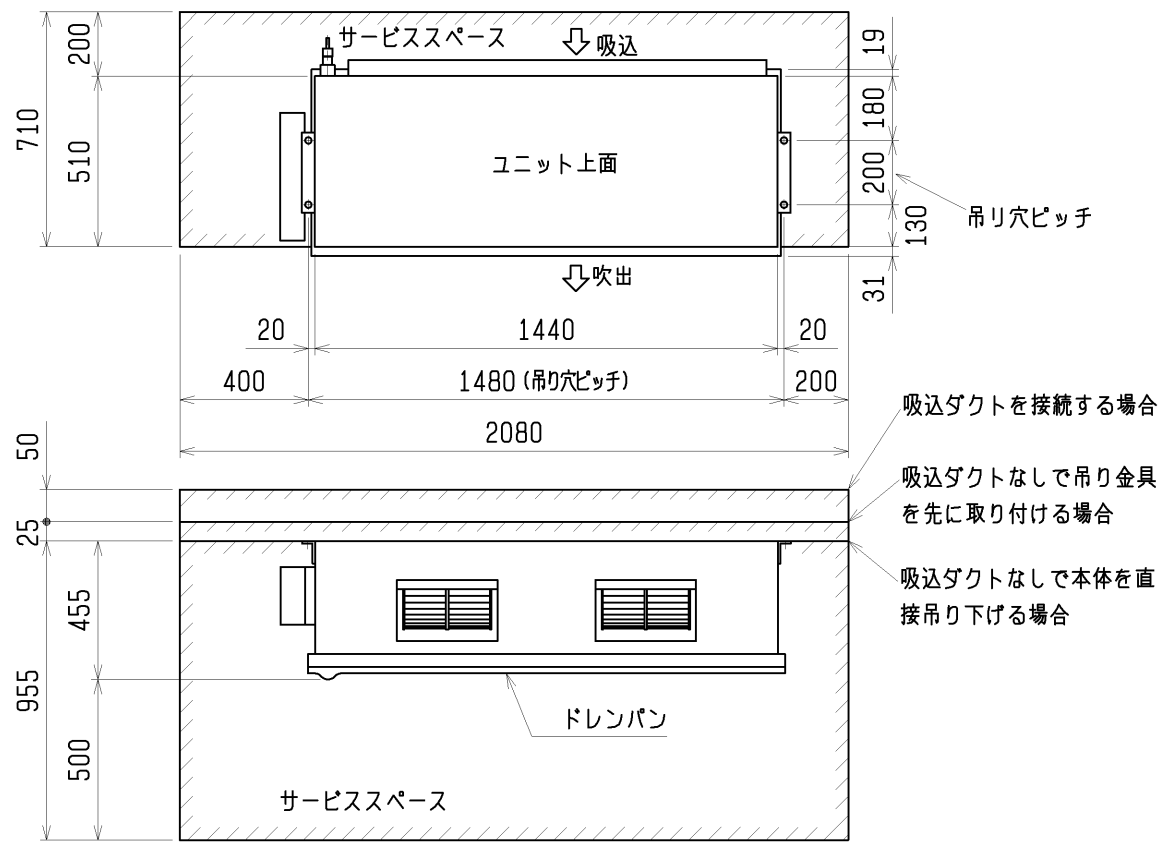 サービススペース
吸込
200
19
710
510
ユニット上面
180
200
130
吊り穴ピッチ
31
吹出
20
1440
20
400
1480(吊り穴ピッチ)
200
2080
吸込ダクトを接続する場合
50
吸込ダクトなしで吊り金具
を先に取り付ける場合
25
吸込ダクトなしで本体を直
接吊り下げる場合
455
955
500
ドレンパン
サービススペース